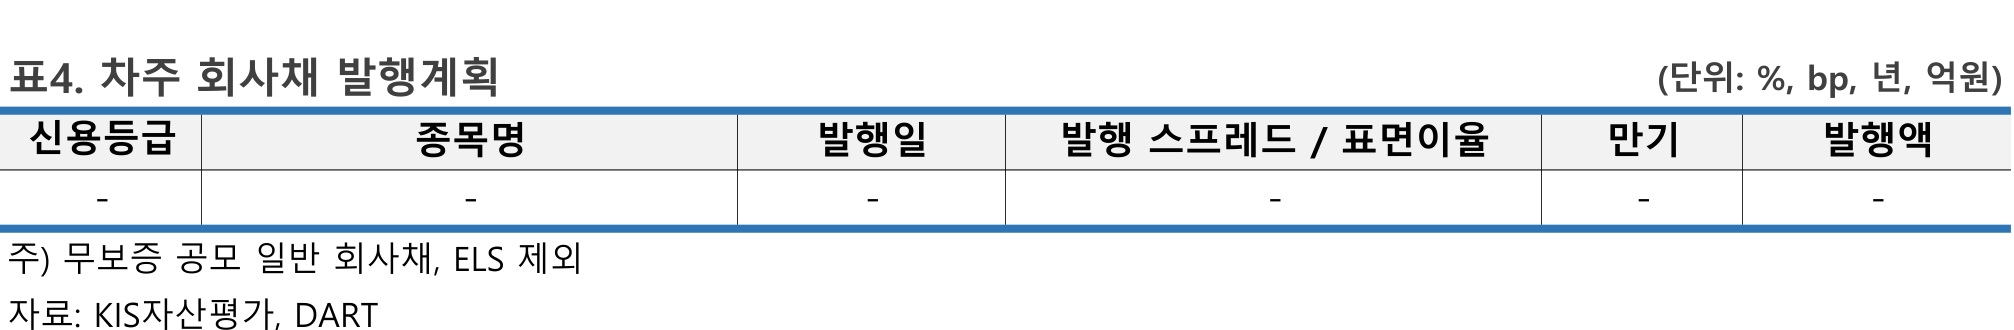 표4. 차주 회사채 발행계획 (단위: %, bp, 년, 억원)
신용등급 종목명 발행일 발행 스프레드 / 표면이율 만기 발행액
- - - - - -
주) 무보증 공모 일반 회사채, ELS 제외
자료: KIS자산평가, DART